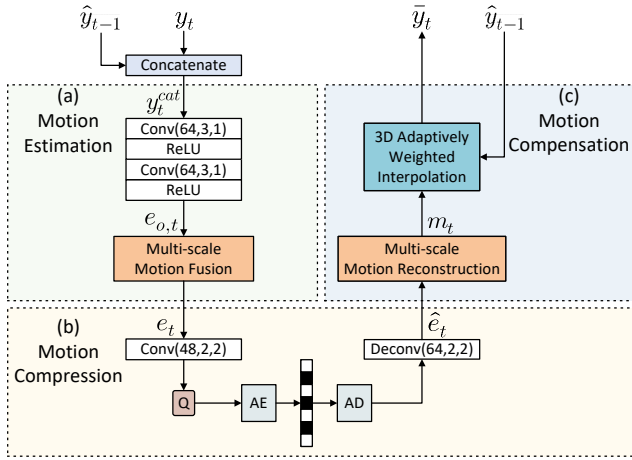 ŷ_{t−1}
y_t
Concatenate
(a)
Motion
Estimation
y_t^{cat}
Conv(64,3,1)
ReLU
Conv(64,3,1)
ReLU
e_{o,t}
Multi-scale
Motion Fusion
ȳ_t
ŷ_{t−1}
(c)
Motion
Compensation
3D Adaptively
Weighted
Interpolation
m_t
Multi-scale
Motion Reconstruction
(b)
Motion
Compression
e_t
Conv(48,2,2)
Q
AE
AD
ê_t
Deconv(64,2,2)